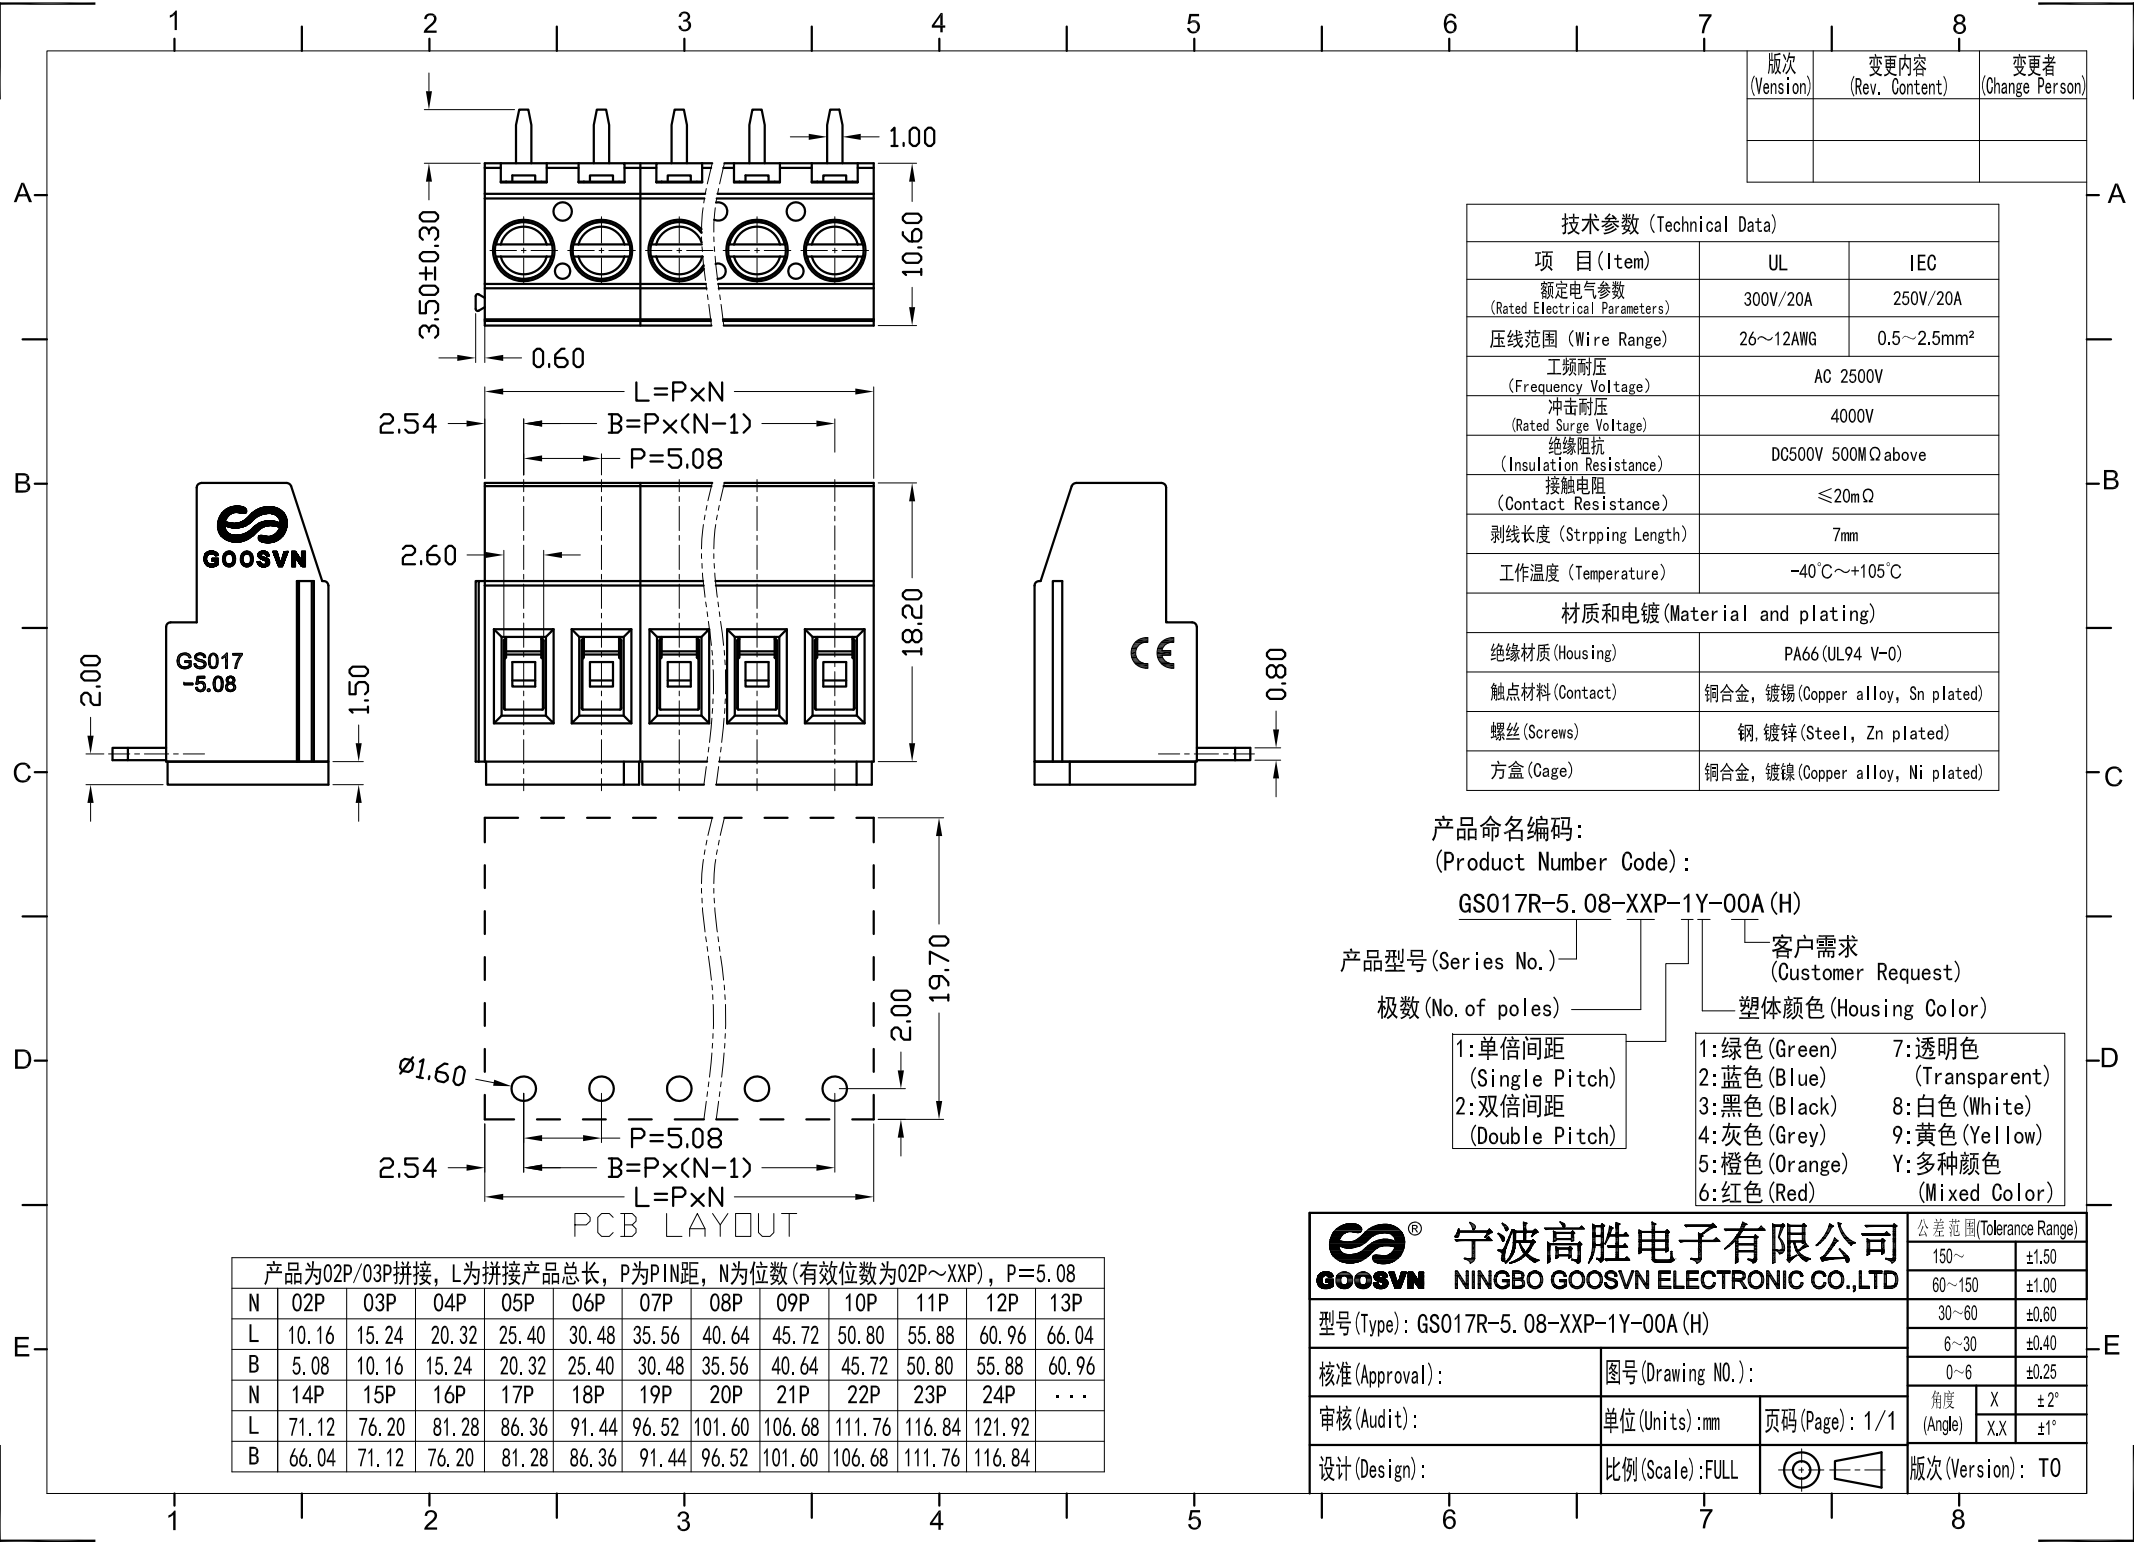 1 2 3 4 5 6 7 8
版次 变更内容 变更者
(Vension) (Rev. Content) (Change Person)
A A
B B
C C
D D
E E
1.00
3.50±0.30
10.60
0.60
L=P×N
2.54
B=P×(N-1)
P=5.08
2.60
18.20
GOOSVN
GS017
-5.08
2.00
1.50
CE
0.80
19.70
2.00
ø1.60
P=5.08
2.54
B=P×(N-1)
L=P×N
PCB LAYOUT
技术参数 (Technical Data)
项 目(Item) UL IEC
额定电气参数
(Rated Electrical Parameters) 300V/20A 250V/20A
压线范围 (Wire Range) 26～12AWG 0.5～2.5mm²
工频耐压
(Frequency Voltage) AC 2500V
冲击耐压
(Rated Surge Voltage) 4000V
绝缘阻抗
(Insulation Resistance) DC500V 500MΩabove
接触电阻
(Contact Resistance) ≤20mΩ
剥线长度 (Strpping Length) 7mm
工作温度 (Temperature) -40℃～+105℃
材质和电镀(Material and plating)
绝缘材质(Housing) PA66(UL94 V-0)
触点材料(Contact) 铜合金, 镀锡(Copper alloy, Sn plated)
螺丝(Screws) 钢,镀锌(Steel, Zn plated)
方盒(Cage) 铜合金, 镀镍(Copper alloy, Ni plated)
产品命名编码:
(Product Number Code):
GS017R-5.08-XXP-1Y-00A(H)
产品型号(Series No.)
客户需求
(Customer Request)
极数(No.of poles)
塑体颜色(Housing Color)
1:单倍间距
(Single Pitch)
2:双倍间距
(Double Pitch)
1:绿色(Green)
2:蓝色(Blue)
3:黑色(Black)
4:灰色(Grey)
5:橙色(Orange)
6:红色(Red)
7:透明色
(Transparent)
8:白色(White)
9:黄色(Yellow)
Y:多种颜色
(Mixed Color)
产品为02P/03P拼接, L为拼接产品总长, P为PIN距, N为位数(有效位数为02P～XXP), P=5.08
N 02P 03P 04P 05P 06P 07P 08P 09P 10P 11P 12P 13P
L 10.16 15.24 20.32 25.40 30.48 35.56 40.64 45.72 50.80 55.88 60.96 66.04
B 5.08 10.16 15.24 20.32 25.40 30.48 35.56 40.64 45.72 50.80 55.88 60.96
N 14P 15P 16P 17P 18P 19P 20P 21P 22P 23P 24P ...
L 71.12 76.20 81.28 86.36 91.44 96.52 101.60 106.68 111.76 116.84 121.92
B 66.04 71.12 76.20 81.28 86.36 91.44 96.52 101.60 106.68 111.76 116.84
GOOSVN ®
宁波高胜电子有限公司
NINGBO GOOSVN ELECTRONIC CO.,LTD
型号(Type): GS017R-5.08-XXP-1Y-00A(H)
核准(Approval): 图号(Drawing NO.):
审核(Audit): 单位(Units):mm 页码(Page): 1/1
设计(Design): 比例(Scale):FULL
公差范围(Tolerance Range)
150～ ±1.50
60～150 ±1.00
30～60 ±0.60
6～30 ±0.40
0～6 ±0.25
角度 X ±2°
(Angle) X.X ±1°
版次(Version): T0
1 2 3 4 5 6 7 8